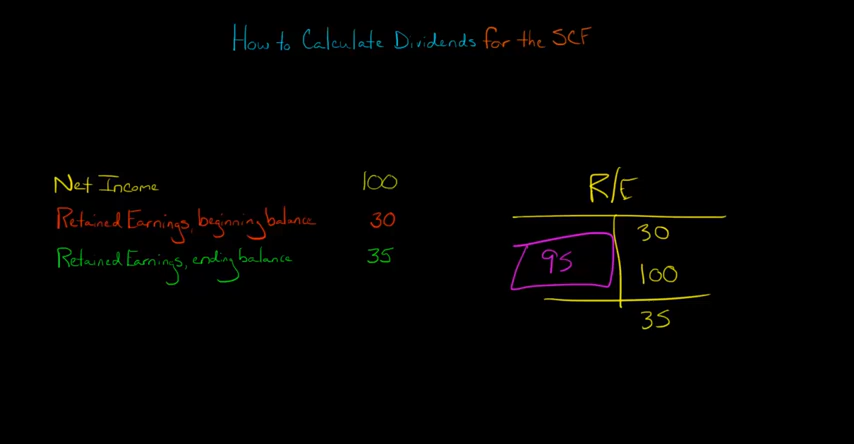 How to Calculate Dividends for the SCF
Net Income 100
Retained Earnings, beginning balance 30
Retained Earnings, ending balance 35
R/E
30
95
100
35